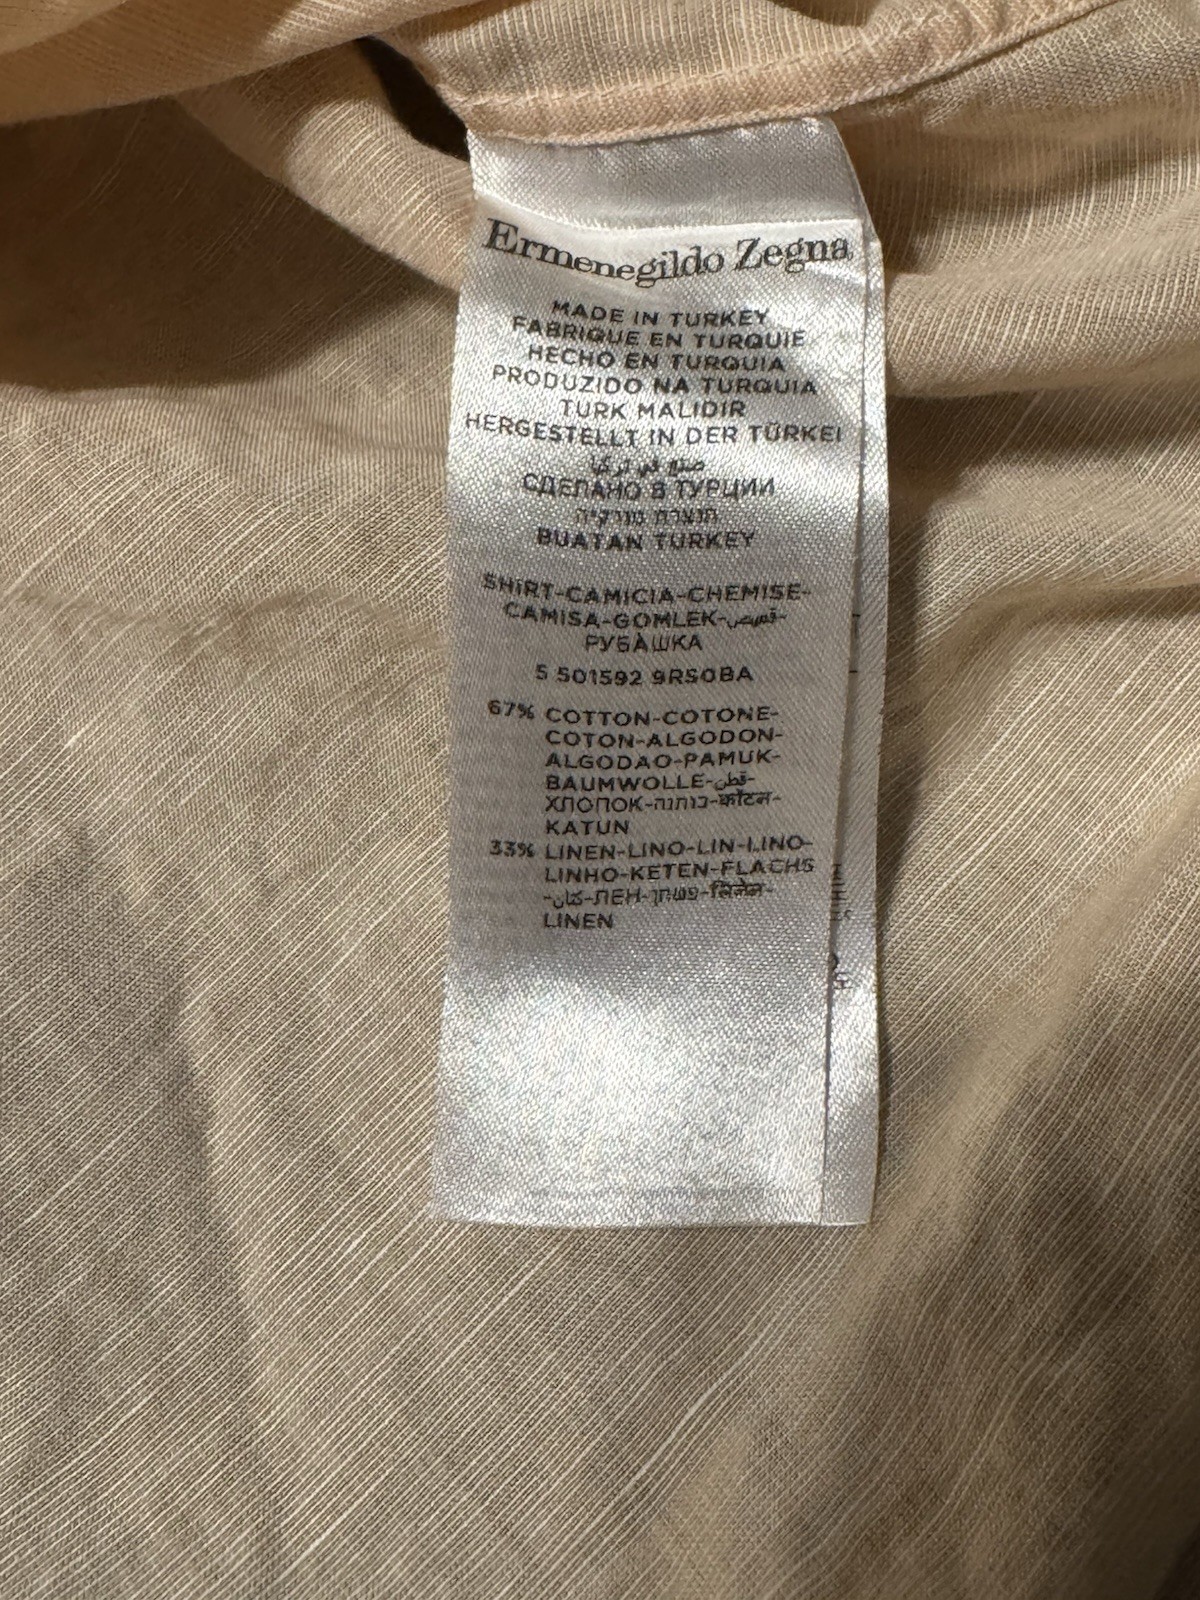 Ermenegildo Zegna
MADE IN TURKEY
FABRIQUE EN TURQUIE
HECHO EN TURQUIA
PRODUZIDO NA TURQUIA
TURK MALIDIR
HERGESTELLT IN DER TÜRKEI
صنع في تركيا
СДЕЛАНО В ТУРЦИИ
תוצרת טורקיה
BUATAN TURKEY
SHIRT-CAMICIA-CHEMISE-
CAMISA-GOMLEK-قميص-
РУБАШКА
5 501592 9RS0BA
67% COTTON-COTONE-
COTON-ALGODON-
ALGODAO-PAMUK-
BAUMWOLLE-قطن-
ХЛОПОК-כותנה-कॉटन-
KATUN
33% LINEN-LINO-LIN-LINO-
LINHO-KETEN-FLACHS
-كتان-ЛЕН-פשתן-लिनेन-
LINEN